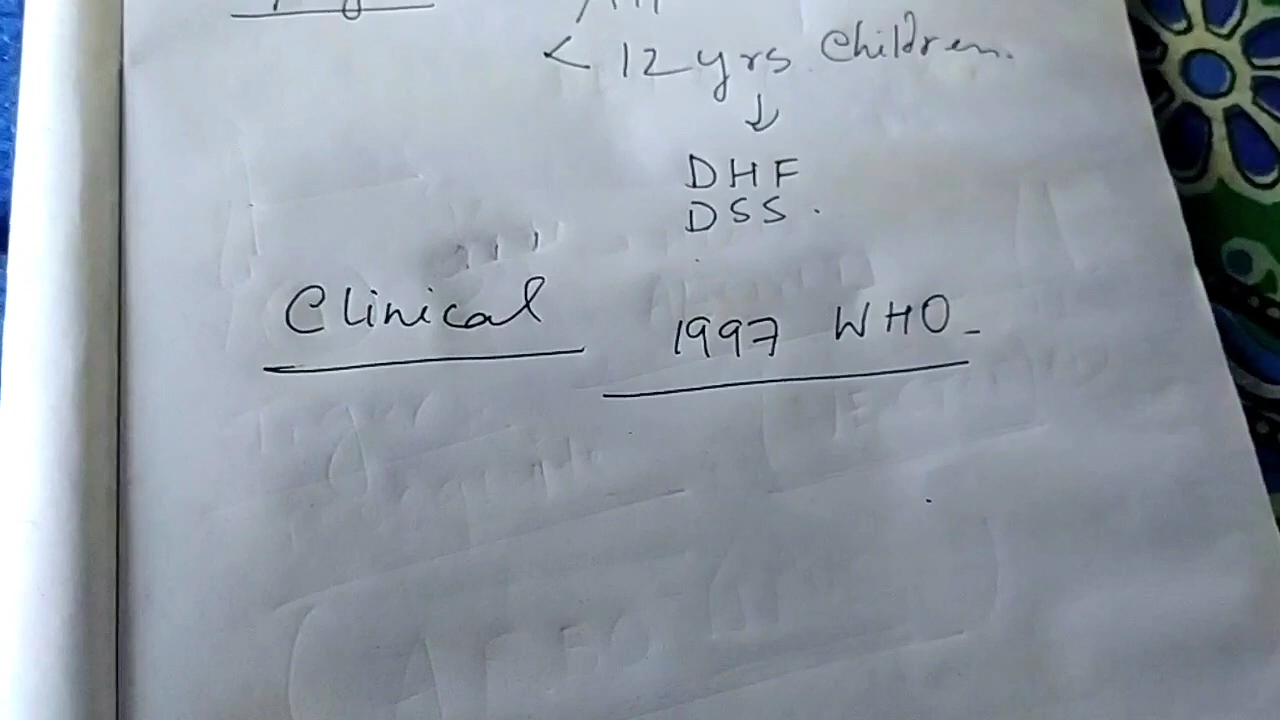 < 12 yrs Children.
↓
DHF
DSS.
Clinical 1997 WHO-